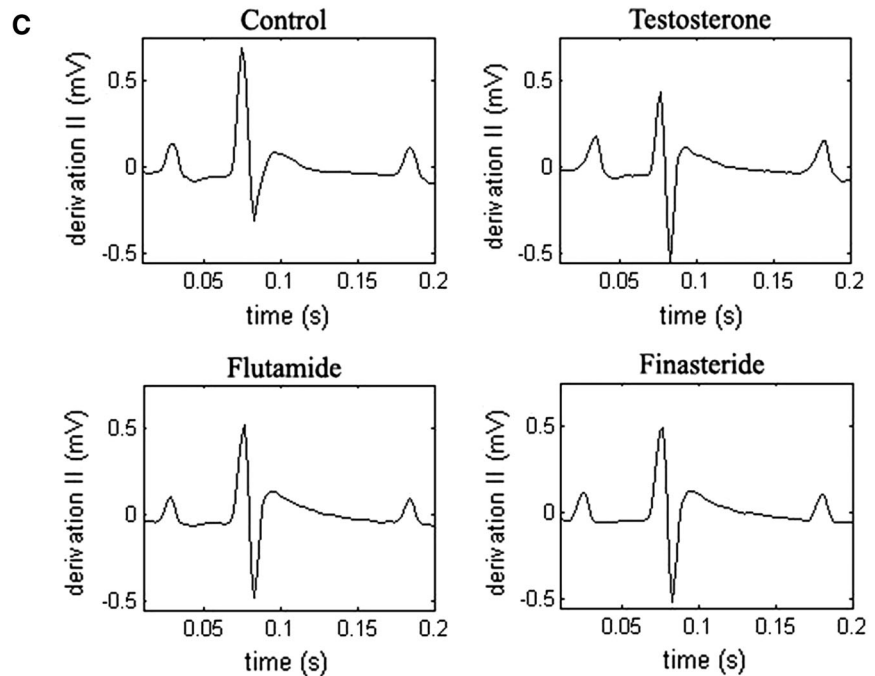 C
Control
derivation II (mV)
0.5
0
-0.5
0.05
0.1
0.15
0.2
time (s)
Testosterone
derivation II (mV)
0.5
0
-0.5
0.05
0.1
0.15
0.2
time (s)
Flutamide
derivation II (mV)
0.5
0
-0.5
0.05
0.1
0.15
0.2
time (s)
Finasteride
derivation II (mV)
0.5
0
-0.5
0.05
0.1
0.15
0.2
time (s)